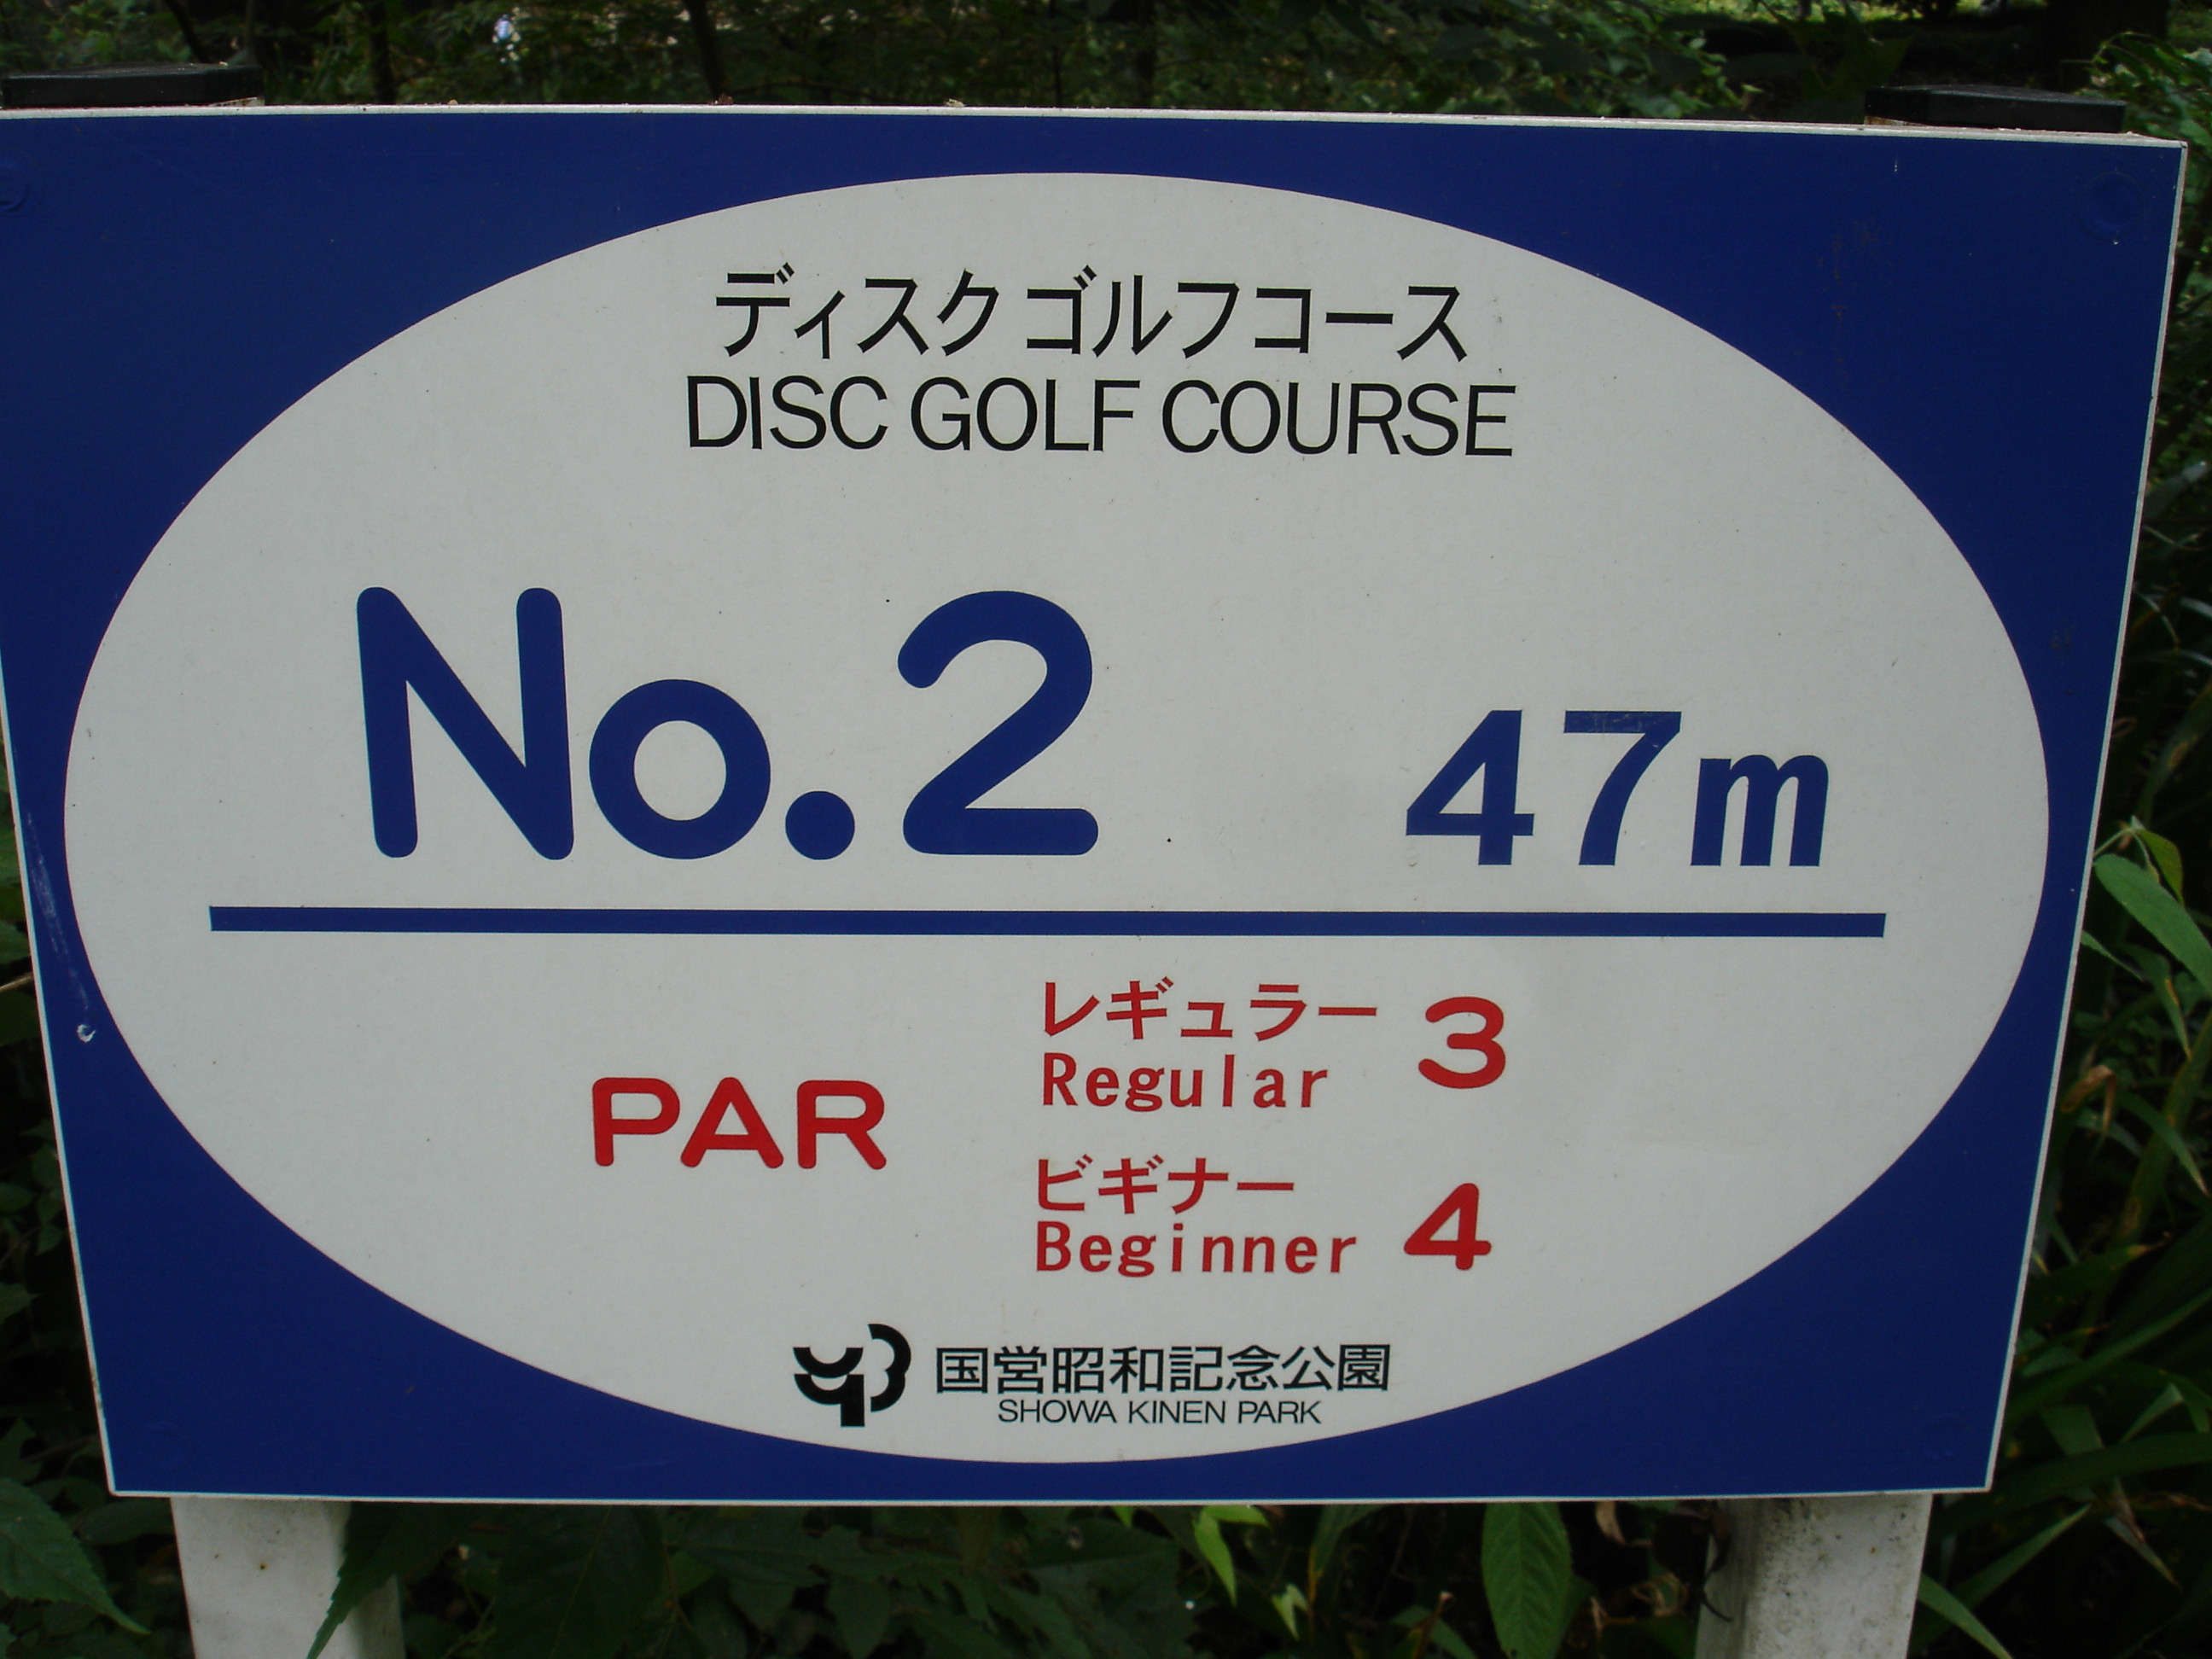 ディスクゴルフコース
DISC GOLF COURSE
No.2 47m
PAR
レギュラー 3
Regular
ビギナー 4
Beginner
国営昭和記念公園
SHOWA KINEN PARK